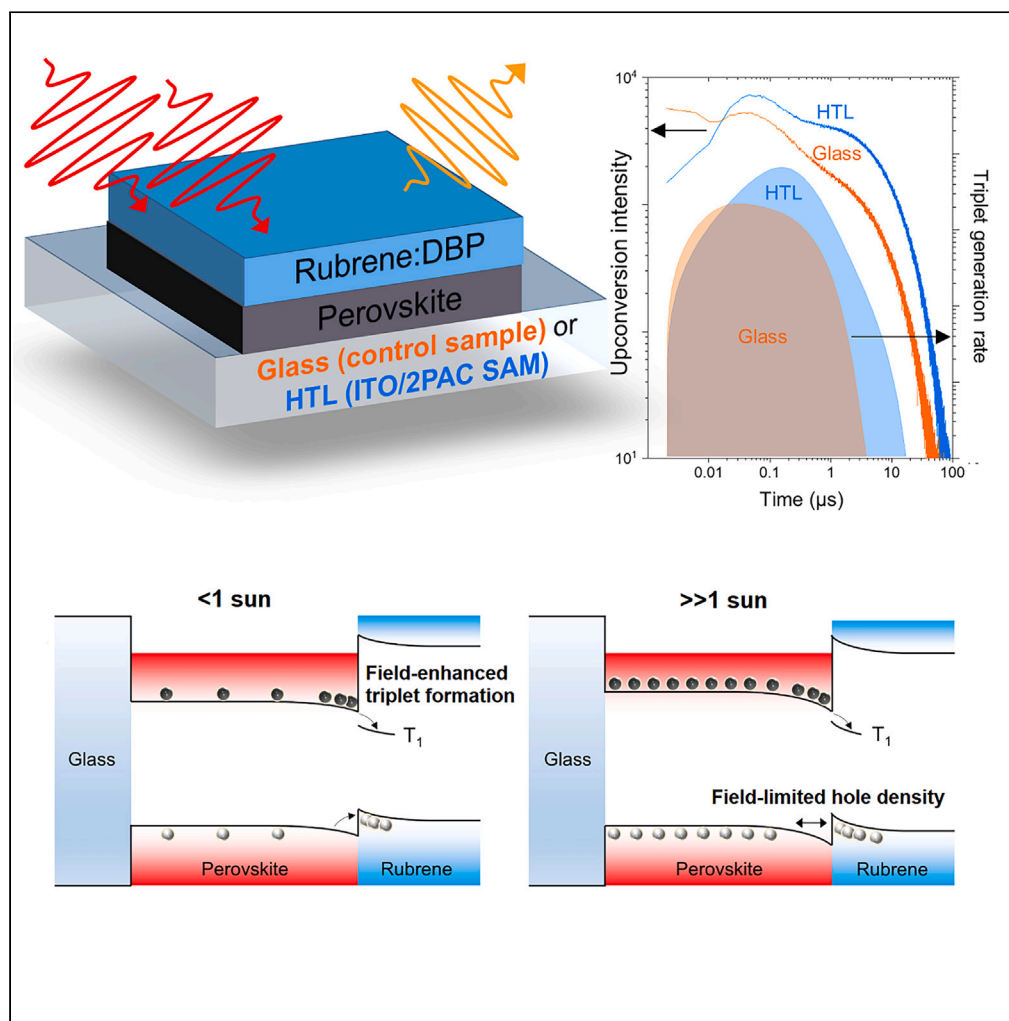 Rubrene:DBP
Perovskite
Glass (control sample) or
HTL (ITO/2PAC SAM)
10⁴
HTL
Glass
HTL
Glass
10¹
Upconversion intensity
Triplet generation rate
0.01 0.1 1 10 100
Time (µs)
<1 sun
Field-enhanced
triplet formation
T₁
Glass
Perovskite
Rubrene
>>1 sun
T₁
Field-limited hole density
Glass
Perovskite
Rubrene